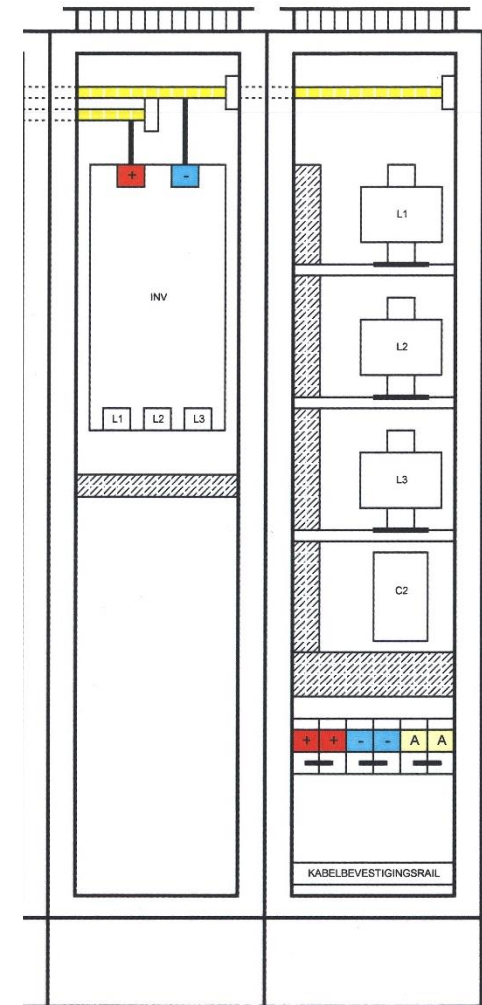 + -
INV
L1 L2 L3
L1
L2
L3
C2
+ + - - A A
KABELBEVESTIGINGSRAIL